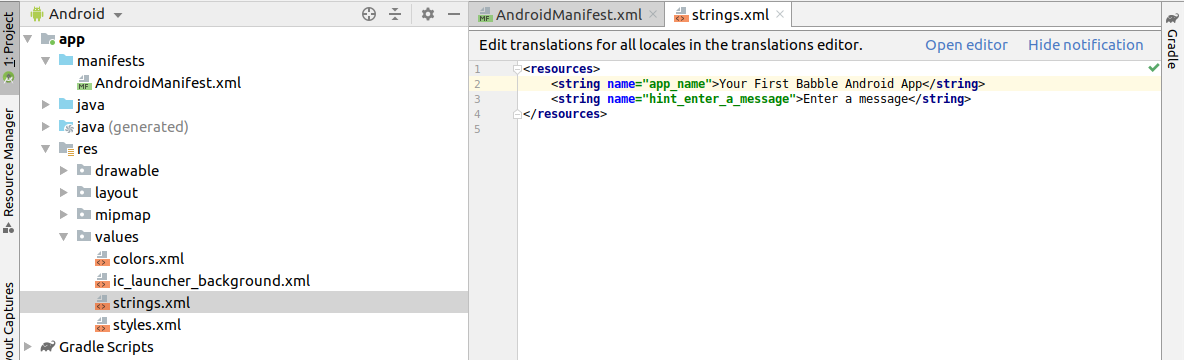 Android
AndroidManifest.xml
strings.xml
1: Project
Resource Manager
yout Captures
app
manifests
AndroidManifest.xml
java
java (generated)
res
drawable
layout
mipmap
values
colors.xml
ic_launcher_background.xml
strings.xml
styles.xml
Gradle Scripts
Edit translations for all locales in the translations editor. Open editor Hide notification
1 <resources>
2 <string name="app_name">Your First Babble Android App</string>
3 <string name="hint_enter_a_message">Enter a message</string>
4 </resources>
5
Gradle